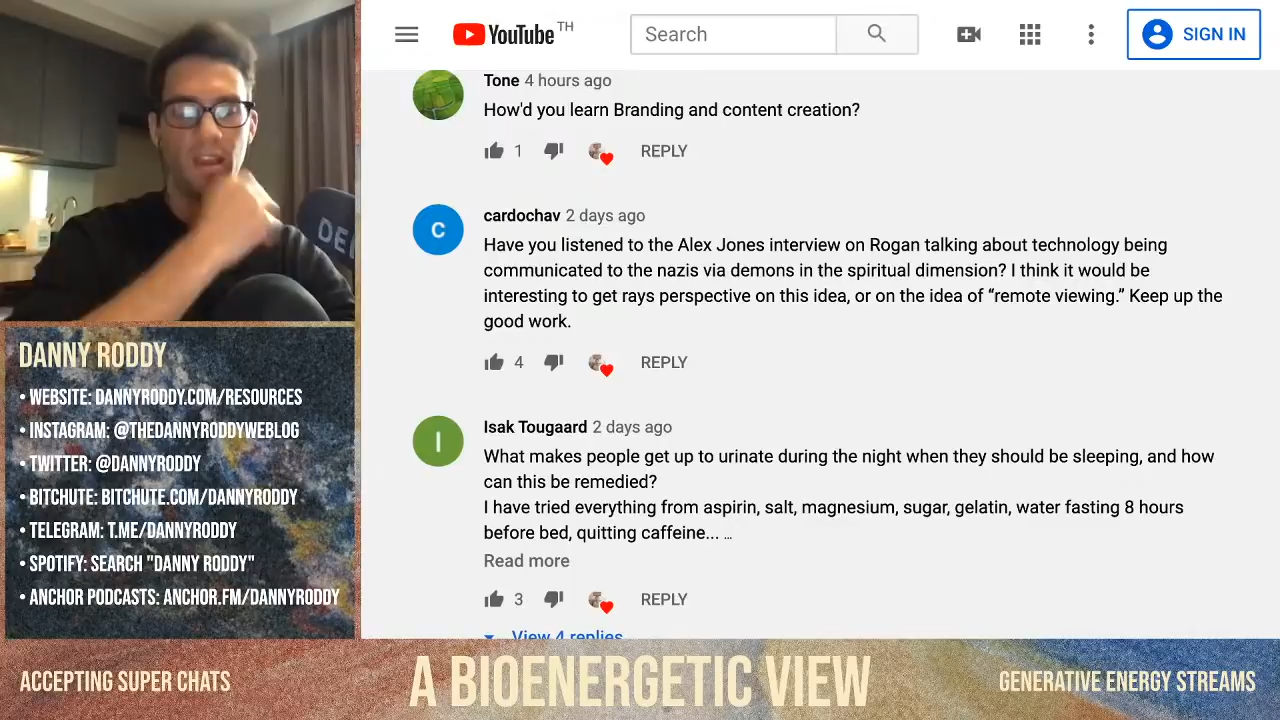 YouTube TH
Search
SIGN IN
Tone 4 hours ago
How'd you learn Branding and content creation?
1 REPLY
C
cardochav 2 days ago
Have you listened to the Alex Jones interview on Rogan talking about technology being
communicated to the nazis via demons in the spiritual dimension? I think it would be
interesting to get rays perspective on this idea, or on the idea of “remote viewing.” Keep up the
good work.
4 REPLY
I
Isak Tougaard 2 days ago
What makes people get up to urinate during the night when they should be sleeping, and how
can this be remedied?
I have tried everything from aspirin, salt, magnesium, sugar, gelatin, water fasting 8 hours
before bed, quitting caffeine... ...
Read more
3 REPLY
View 4 replies
DANNY RODDY
• WEBSITE: DANNYRODDY.COM/RESOURCES
• INSTAGRAM: @THEDANNYRODDYWEBLOG
• TWITTER: @DANNYRODDY
• BITCHUTE: BITCHUTE.COM/DANNYRODDY
• TELEGRAM: T.ME/DANNYRODDY
• SPOTIFY: SEARCH "DANNY RODDY"
• ANCHOR PODCASTS: ANCHOR.FM/DANNYRODDY
ACCEPTING SUPER CHATS
A BIOENERGETIC VIEW
GENERATIVE ENERGY STREAMS